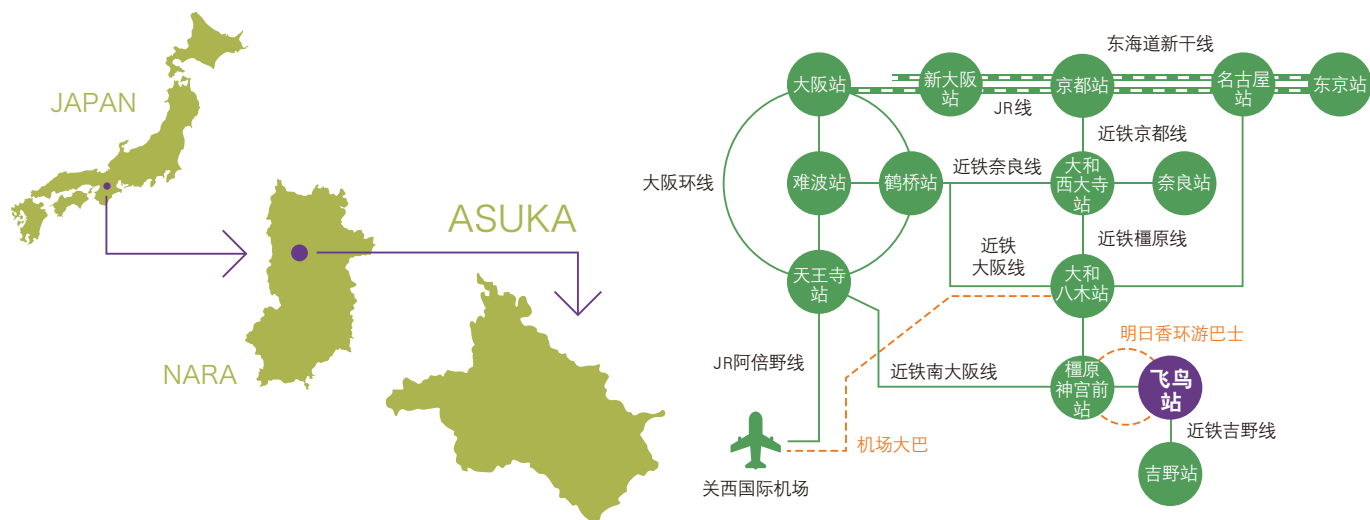 JAPAN
NARA
ASUKA
东海道新干线
大阪站
新大阪
站
京都站
名古屋
站
东京站
JR线
近铁京都线
大阪环线
难波站
鹤桥站
近铁奈良线
大和
西大寺
站
奈良站
近铁
大阪线
近铁橿原线
天王寺
站
大和
八木站
明日香环游巴士
JR阿倍野线
近铁南大阪线
橿原
神宫前
站
飞鸟
站
机场大巴
近铁吉野线
吉野站
关西国际机场